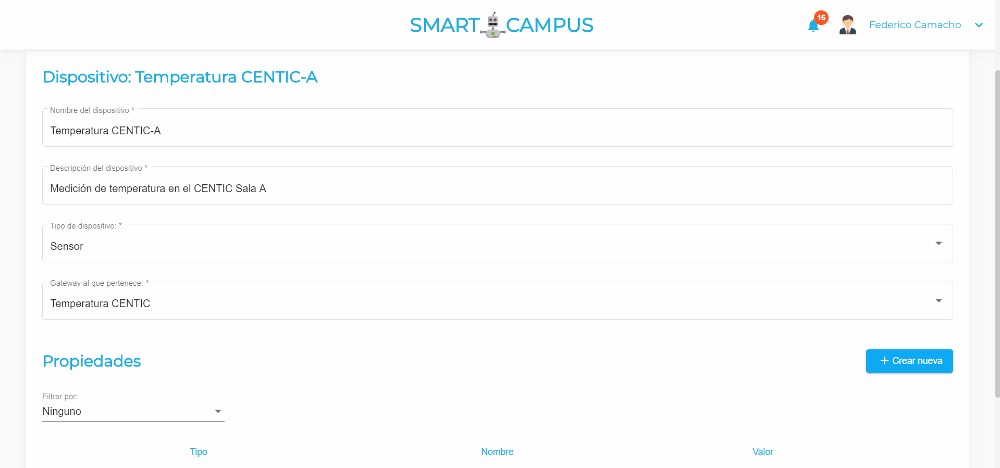 SMART CAMPUS
16
Federico Camacho
Dispositivo: Temperatura CENTIC-A
Nombre del dispositivo *
Temperatura CENTIC-A
Descripción del dispositivo *
Medición de temperatura en el CENTIC Sala A
Tipo de dispositivo: *
Sensor
Gateway al que pertenece: *
Temperatura CENTIC
Propiedades
+ Crear nueva
Filtrar por:
Ninguno
Tipo Nombre Valor